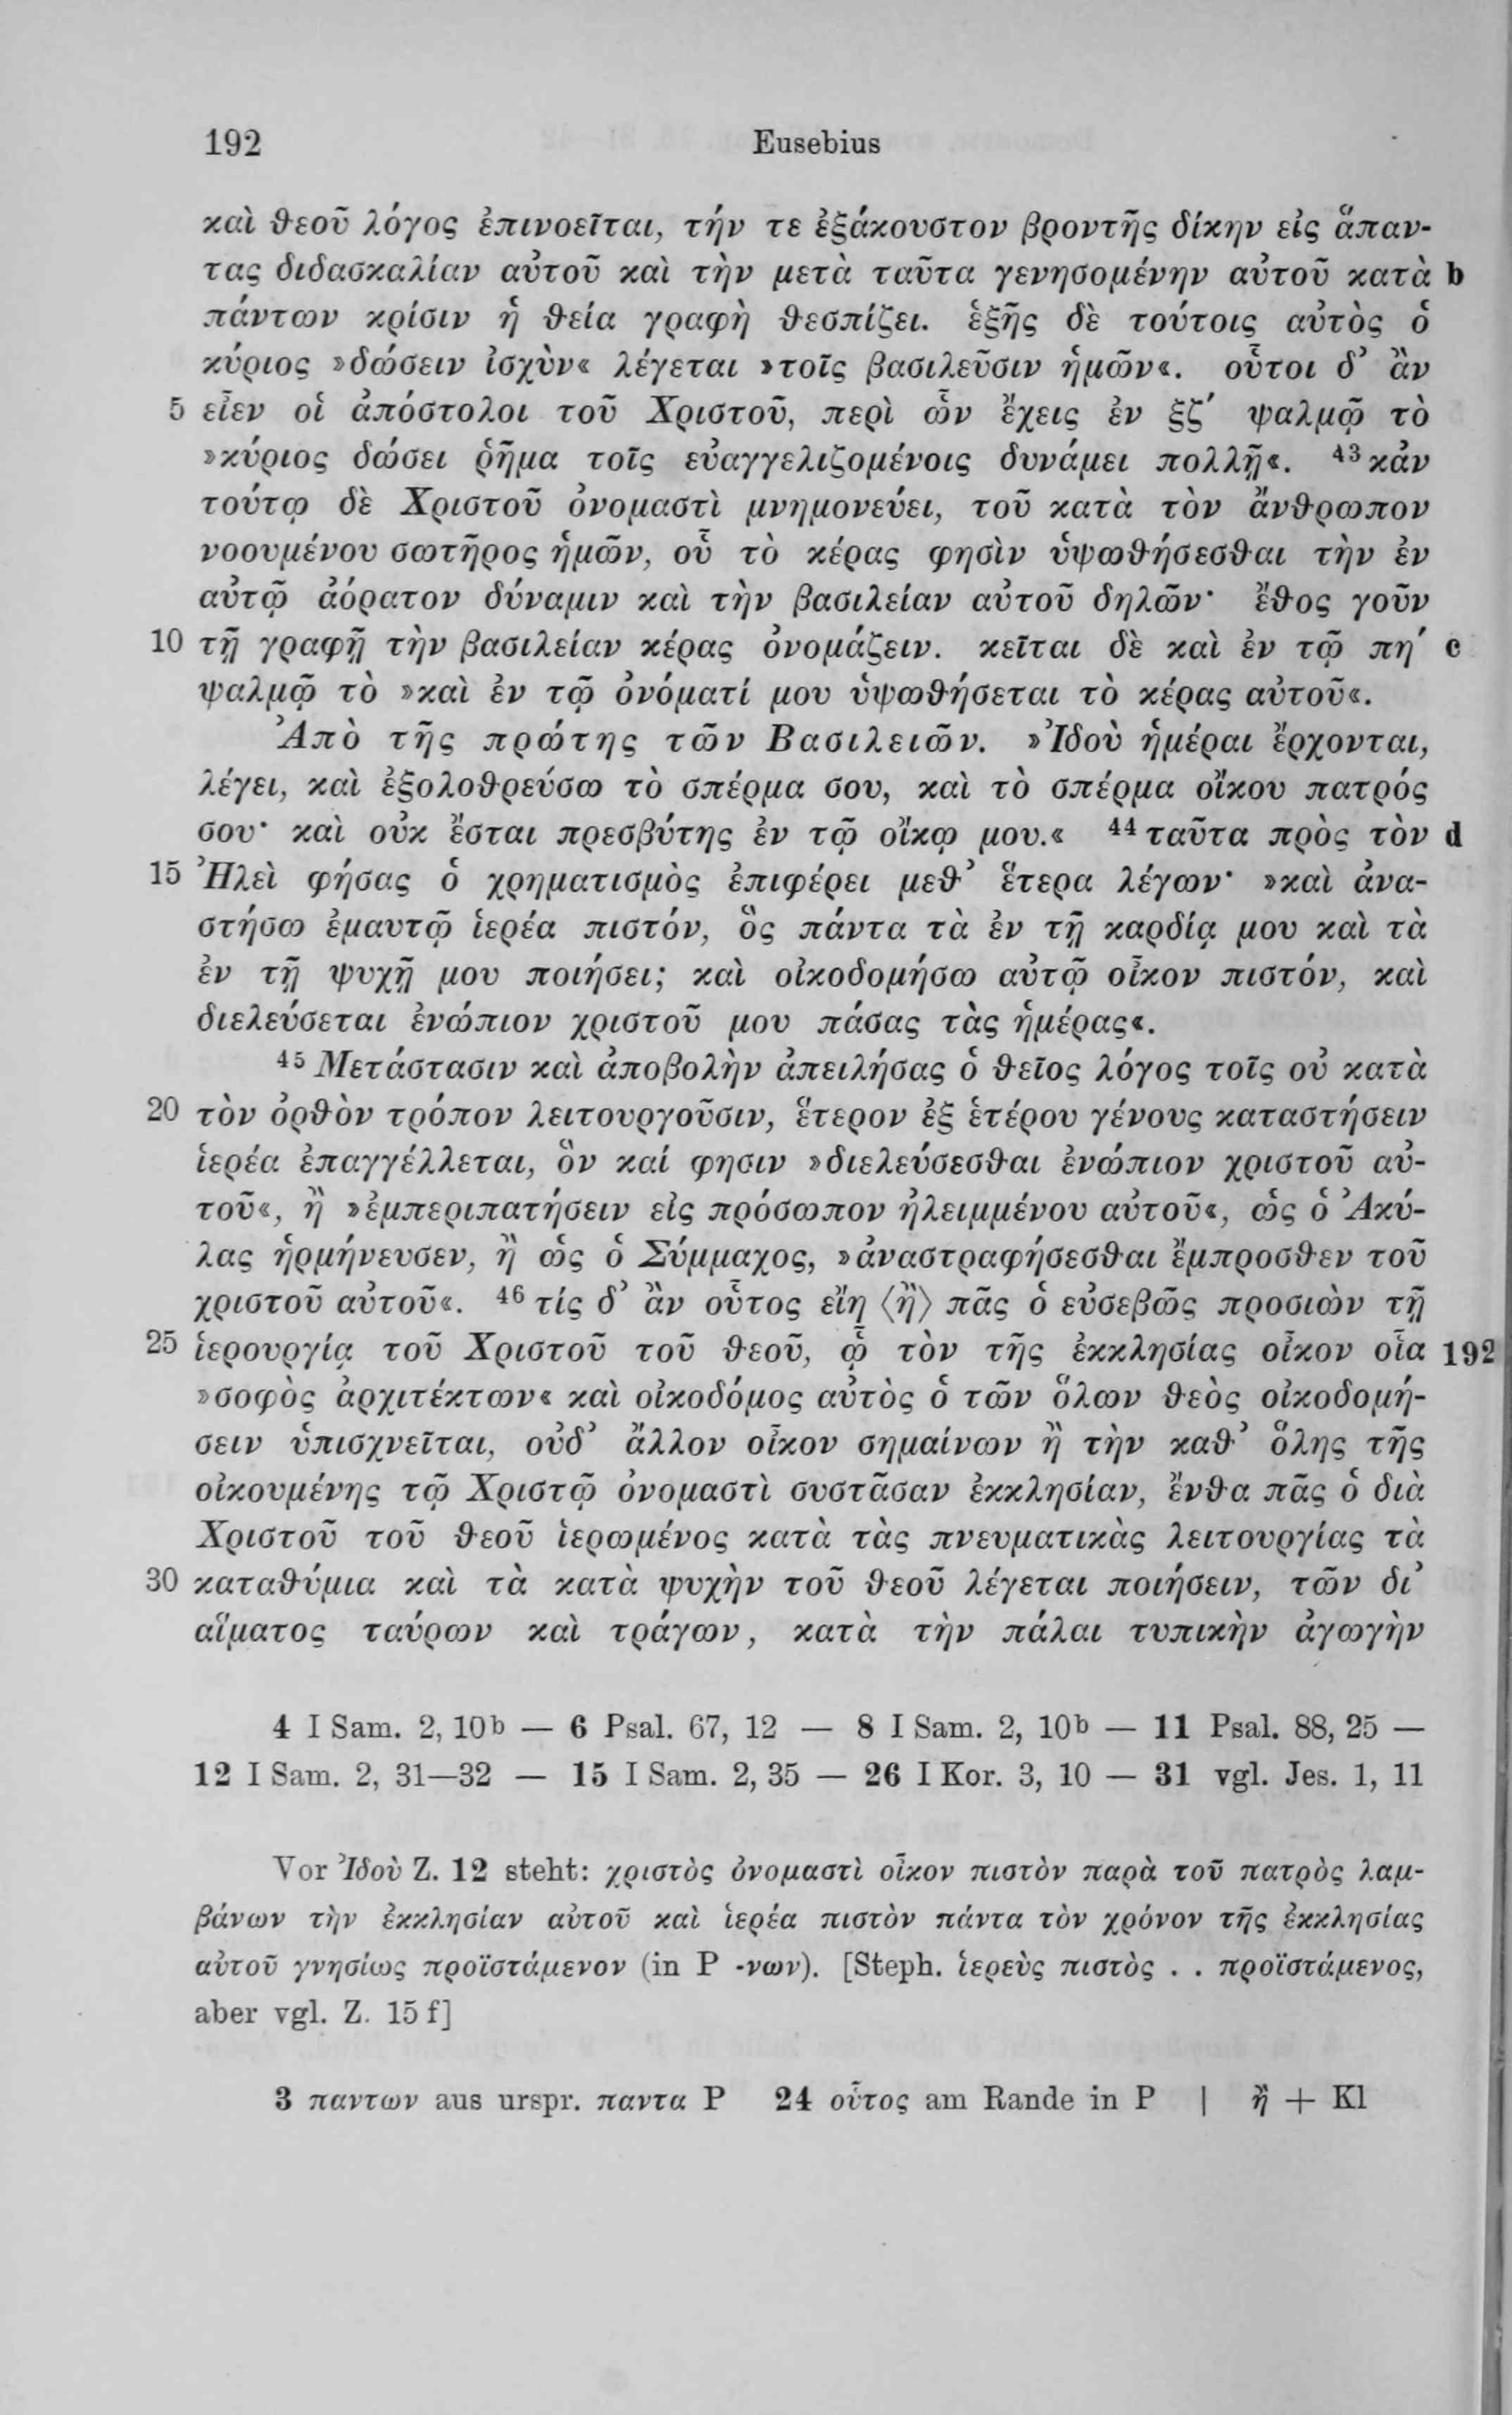 192 Eusebius
καὶ θεοῦ λόγος ἐπινοεῖται, τήν τε ἐξάκουστον βροντῆς δίκην εἰς ἅπαν-
τας διδασκαλίαν αὐτοῦ καὶ τὴν μετὰ ταῦτα γενησομένην αὐτοῦ κατὰ b
πάντων κρίσιν ἡ θεία γραφὴ θεσπίζει. ἑξῆς δὲ τούτοις αὐτὸς ὁ
κύριος »δώσειν ἰσχὺν« λέγεται »τοῖς βασιλεῦσιν ἡμῶν«. οὗτοι δ’ ἂν
5 εἶεν οἱ ἀπόστολοι τοῦ Χριστοῦ, περὶ ὧν ἔχεις ἐν ξζ′ ψαλμῷ τὸ
»κύριος δώσει ῥῆμα τοῖς εὐαγγελιζομένοις δυνάμει πολλῇ«. 43 κἀν
τούτῳ δὲ Χριστοῦ ὀνομαστὶ μνημονεύει, τοῦ κατὰ τὸν ἄνθρωπον
νοουμένου σωτῆρος ἡμῶν, οὗ τὸ κέρας φησὶν ὑψωθήσεσθαι τὴν ἐν
αὐτῷ ἀόρατον δύναμιν καὶ τὴν βασιλείαν αὐτοῦ δηλῶν· ἔθος γοῦν
10 τῇ γραφῇ τὴν βασιλείαν κέρας ὀνομάζειν. κεῖται δὲ καὶ ἐν τῷ πη′ c
ψαλμῷ τὸ »καὶ ἐν τῷ ὀνόματί μου ὑψωθήσεται τὸ κέρας αὐτοῦ«.
Ἀπὸ τῆς πρώτης τῶν Βασιλειῶν. »Ἰδοὺ ἡμέραι ἔρχονται,
λέγει, καὶ ἐξολοθρεύσω τὸ σπέρμα σου, καὶ τὸ σπέρμα οἴκου πατρός
σου· καὶ οὐκ ἔσται πρεσβύτης ἐν τῷ οἴκῳ μου.« 44 ταῦτα πρὸς τὸν d
15 Ἠλεὶ φήσας ὁ χρηματισμὸς ἐπιφέρει μεθ’ ἕτερα λέγων· »καὶ ἀνα-
στήσω ἐμαυτῷ ἱερέα πιστόν, ὃς πάντα τὰ ἐν τῇ καρδίᾳ μου καὶ τὰ
ἐν τῇ ψυχῇ μου ποιήσει; καὶ οἰκοδομήσω αὐτῷ οἶκον πιστόν, καὶ
διελεύσεται ἐνώπιον χριστοῦ μου πάσας τὰς ἡμέρας«.
45 Μετάστασιν καὶ ἀποβολὴν ἀπειλήσας ὁ θεῖος λόγος τοῖς οὐ κατὰ
20 τὸν ὀρθὸν τρόπον λειτουργοῦσιν, ἕτερον ἐξ ἑτέρου γένους καταστήσειν
ἱερέα ἐπαγγέλλεται, ὃν καί φησιν »διελεύσεσθαι ἐνώπιον χριστοῦ αὐ-
τοῦ«, ἢ »ἐμπεριπατήσειν εἰς πρόσωπον ἠλειμμένου αὐτοῦ«, ὡς ὁ Ἀκύ-
λας ἡρμήνευσεν, ἢ ὡς ὁ Σύμμαχος, »ἀναστραφήσεσθαι ἔμπροσθεν τοῦ
χριστοῦ αὐτοῦ«. 46 τίς δ’ ἂν οὗτος εἴη ⟨ἢ⟩ πᾶς ὁ εὐσεβῶς προσιὼν τῇ
25 ἱερουργίᾳ τοῦ Χριστοῦ τοῦ θεοῦ, ᾧ τὸν τῆς ἐκκλησίας οἶκον οἷα 192
»σοφὸς ἀρχιτέκτων« καὶ οἰκοδόμος αὐτὸς ὁ τῶν ὅλων θεὸς οἰκοδομή-
σειν ὑπισχνεῖται, οὐδ’ ἄλλον οἶκον σημαίνων ἢ τὴν καθ’ ὅλης τῆς
οἰκουμένης τῷ Χριστῷ ὀνομαστὶ συστᾶσαν ἐκκλησίαν, ἔνθα πᾶς ὁ διὰ
Χριστοῦ τοῦ θεοῦ ἱερωμένος κατὰ τὰς πνευματικὰς λειτουργίας τὰ
30 καταθύμια καὶ τὰ κατὰ ψυχὴν τοῦ θεοῦ λέγεται ποιήσειν, τῶν δι’
αἵματος ταύρων καὶ τράγων, κατὰ τὴν πάλαι τυπικὴν ἀγωγὴν
4 I Sam. 2, 10b — 6 Psal. 67, 12 — 8 I Sam. 2, 10b — 11 Psal. 88, 25 —
12 I Sam. 2, 31—32 — 15 I Sam. 2, 35 — 26 I Kor. 3, 10 — 31 vgl. Jes. 1, 11
Vor Ἰδοὺ Z. 12 steht: χριστὸς ὀνομαστὶ οἶκον πιστὸν παρὰ τοῦ πατρὸς λαμ-
βάνων τὴν ἐκκλησίαν αὐτοῦ καὶ ἱερέα πιστὸν πάντα τὸν χρόνον τῆς ἐκκλησίας
αὐτοῦ γνησίως προϊστάμενον (in P -νων). [Steph. ἱερεὺς πιστὸς . . προϊστάμενος,
aber vgl. Z. 15 f]
3 παντων aus urspr. παντα P 24 οὗτος am Rande in P | ἢ + Kl